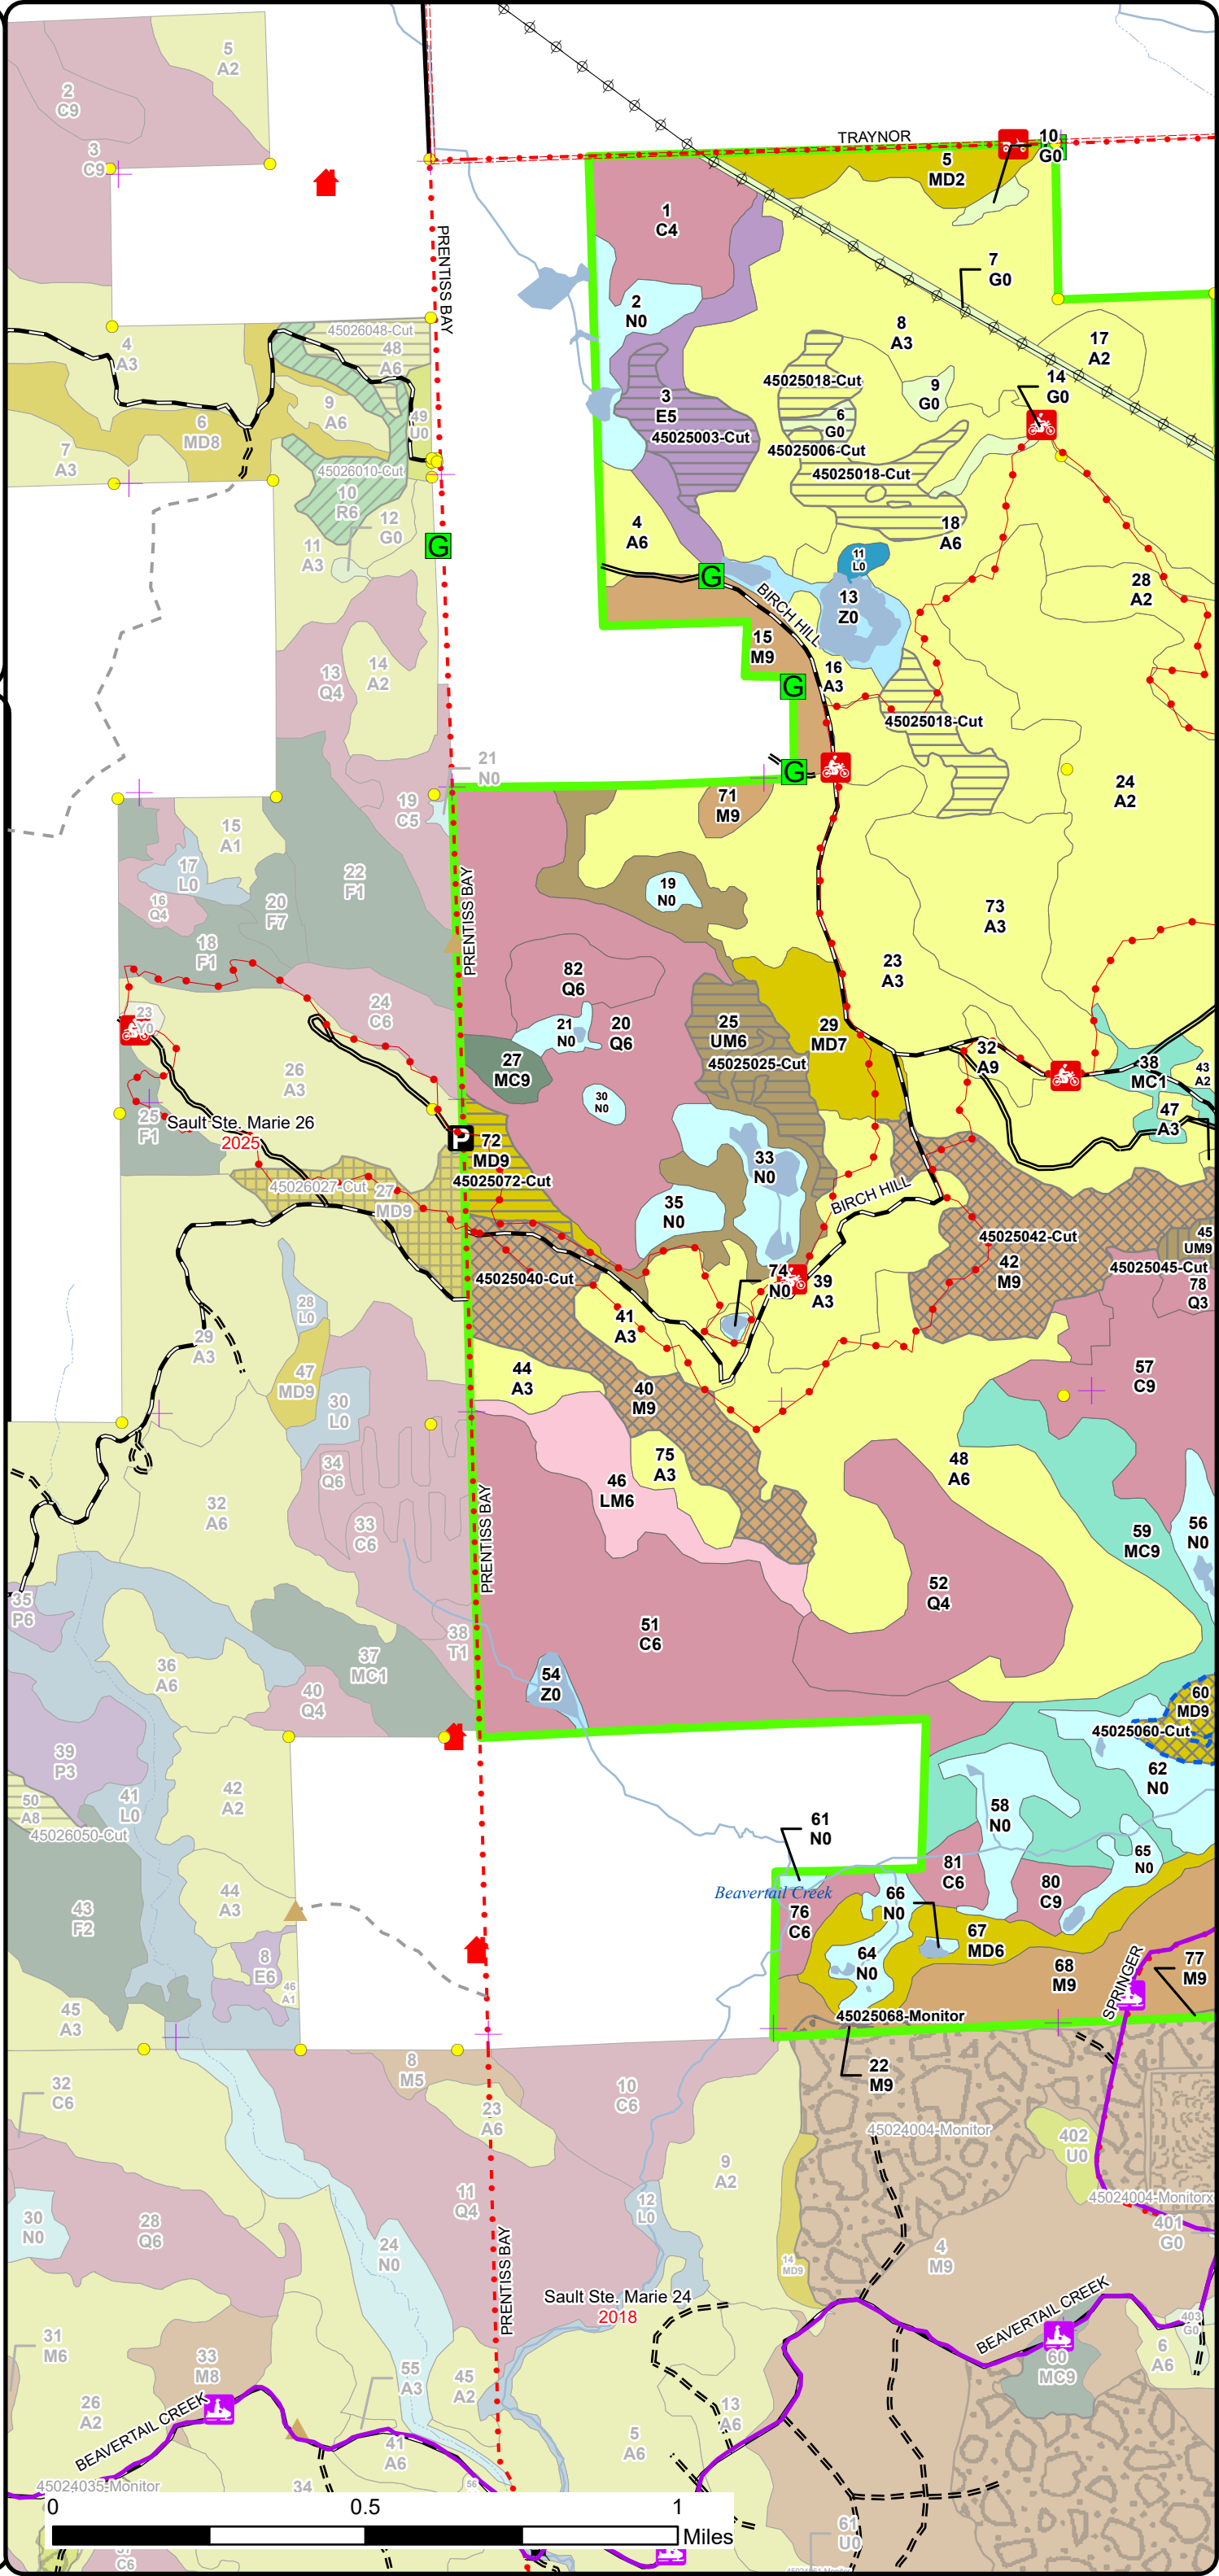 5
A2
2
C9
3
C9
TRAYNOR
10
G0
5
MD2
1
C4
PRENTISS BAY
7
G0
2
N0
45026048-Cut
48
A6
4
A3
8
A3
17
A2
45025018-Cut
14
G0
9
G0
3
E5
6
G0
9
A6
49
U0
6
MD8
45025003-Cut
45025006-Cut
7
A3
45026010-Cut
45025018-Cut
10
R6
12
G0
4
A6
18
A6
G
11
A3
11
L0
G
28
A2
BIRCH HILL
13
Z0
15
M9
16
A3
14
A2
13
Q4
G
45025018-Cut
21
N0
G
24
A2
71
M9
19
C5
15
A1
17
L0
22
F1
19
N0
16
Q4
20
F7
73
A3
PRENTISS BAY
18
F1
23
A3
82
Q6
24
C6
23
Y0
21
N0
20
Q6
25
UM6
29
MD7
32
A9
27
MC9
45025025-Cut
38
MC1
43
A2
26
A3
30
N0
47
A3
25
F1
Sault Ste. Marie 26
2025
P
72
MD9
33
N0
45025072-Cut
45026027-Cut
27
MD9
BIRCH HILL
35
N0
45025042-Cut
45
UM9
42
M9
45025045-Cut
45025040-Cut
74
N0
39
A3
78
Q3
28
L0
41
A3
29
A3
47
MD9
44
A3
57
C9
40
M9
30
L0
75
A3
48
A6
34
Q6
46
LM6
32
A6
33
C6
59
MC9
56
N0
PRENTISS BAY
35
P6
52
Q4
51
C6
38
T1
37
MC1
36
A6
54
Z0
40
Q4
60
MD9
45025060-Cut
39
P3
62
N0
42
A2
41
L0
50
A8
58
N0
61
N0
45026050-Cut
65
N0
81
C6
80
C9
Beavertail Creek
44
A3
66
N0
43
F2
76
C6
67
MD6
8
E6
64
N0
68
M9
77
M9
SPRINGER
46
A1
45
A3
45025068-Monitor
22
M9
8
M5
32
C6
10
C6
23
A6
45024004-Monitor
402
U0
9
A2
11
Q4
45024004-Monitorx
12
L0
30
N0
28
Q6
24
N0
401
G0
4
M9
14
MD9
PRENTISS BAY
Sault Ste. Marie 24
2018
BEAVERTAIL CREEK
403
G0
31
M6
33
M8
6
A6
60
MC9
55
A3
45
A2
26
A2
BEAVERTAIL CREEK
13
A6
5
A6
41
A6
45024035-Monitor
34
56
0 0.5 1
Miles
61
U0
C6